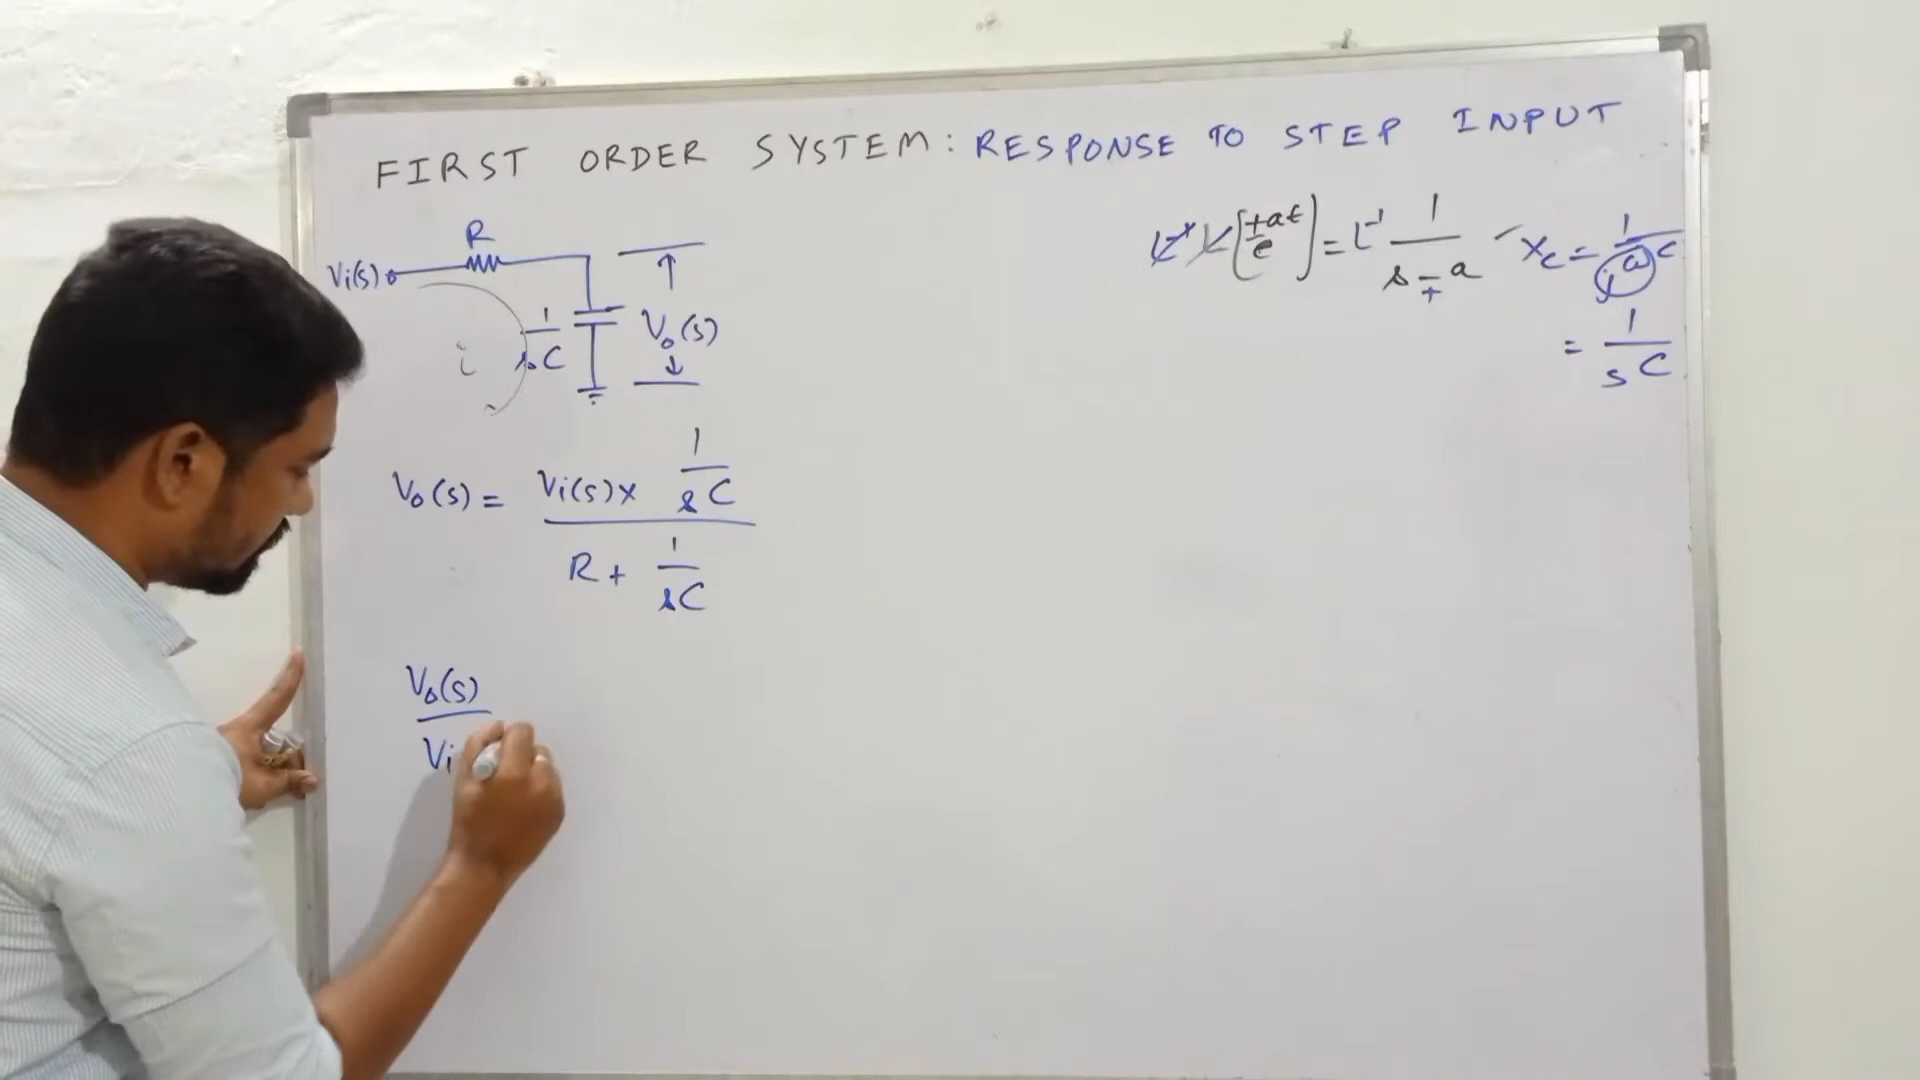 FIRST ORDER SYSTEM: RESPONSE TO STEP INPUT
R
Vi(s)
i
1/sC
Vo(s)
L⁻¹ L[e^±at] = L⁻¹ 1/(s∓a)
Xc = 1/jωC
= 1/sC
Vo(s) = (Vi(s) x 1/sC)/(R + 1/sC)
Vo(s)/Vi